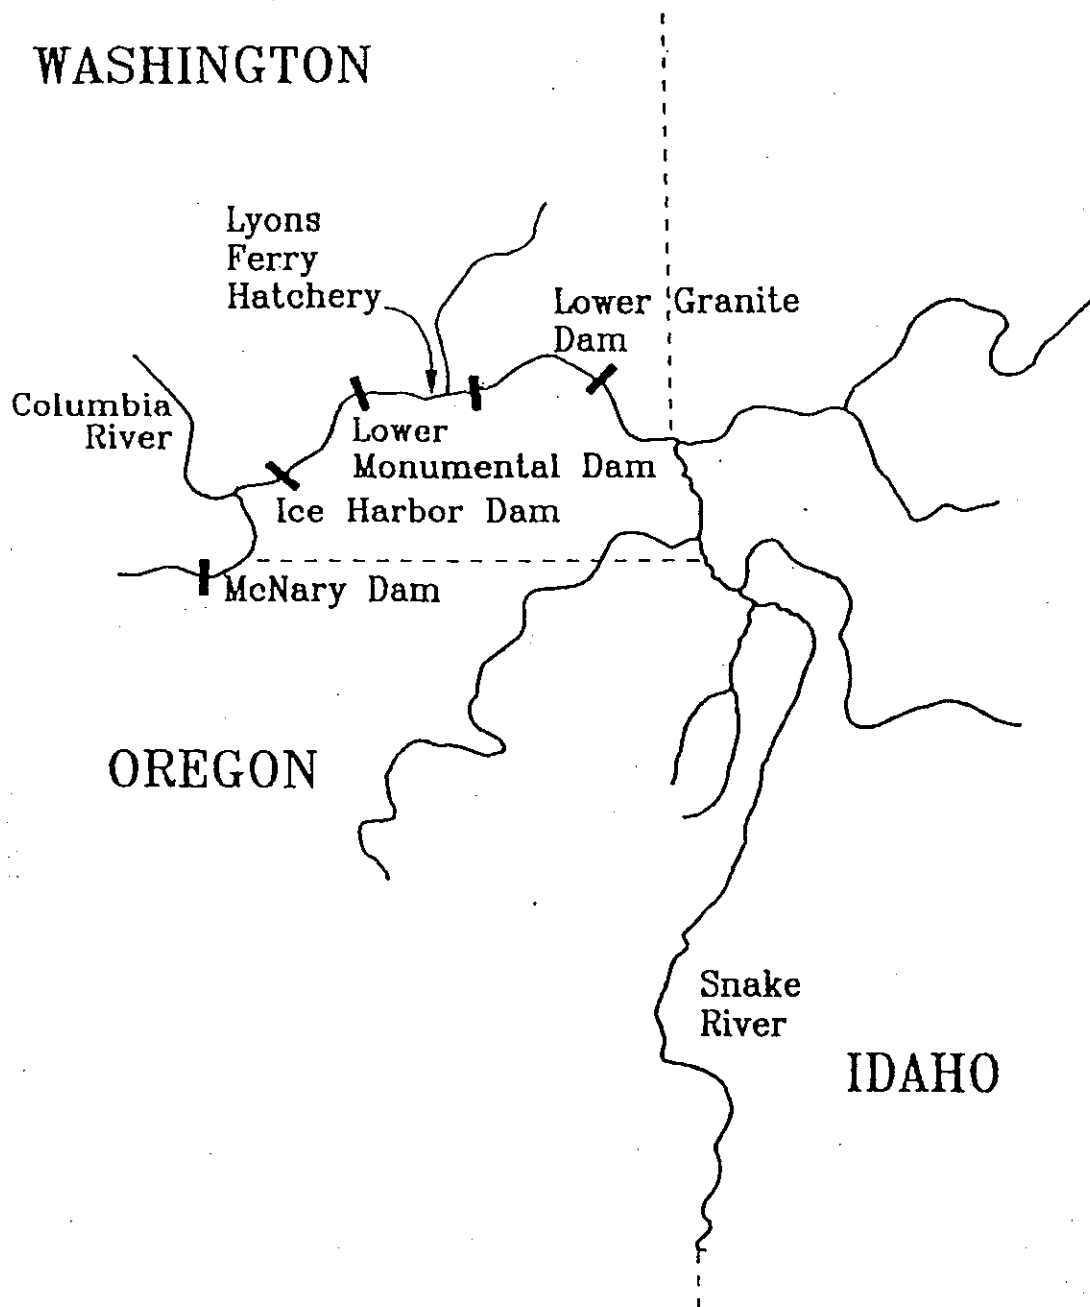 WASHINGTON
Lyons
Ferry
Hatchery
Lower Granite
Dam
Columbia
River
Lower
Monumental Dam
Ice Harbor Dam
McNary Dam
OREGON
Snake
River
IDAHO